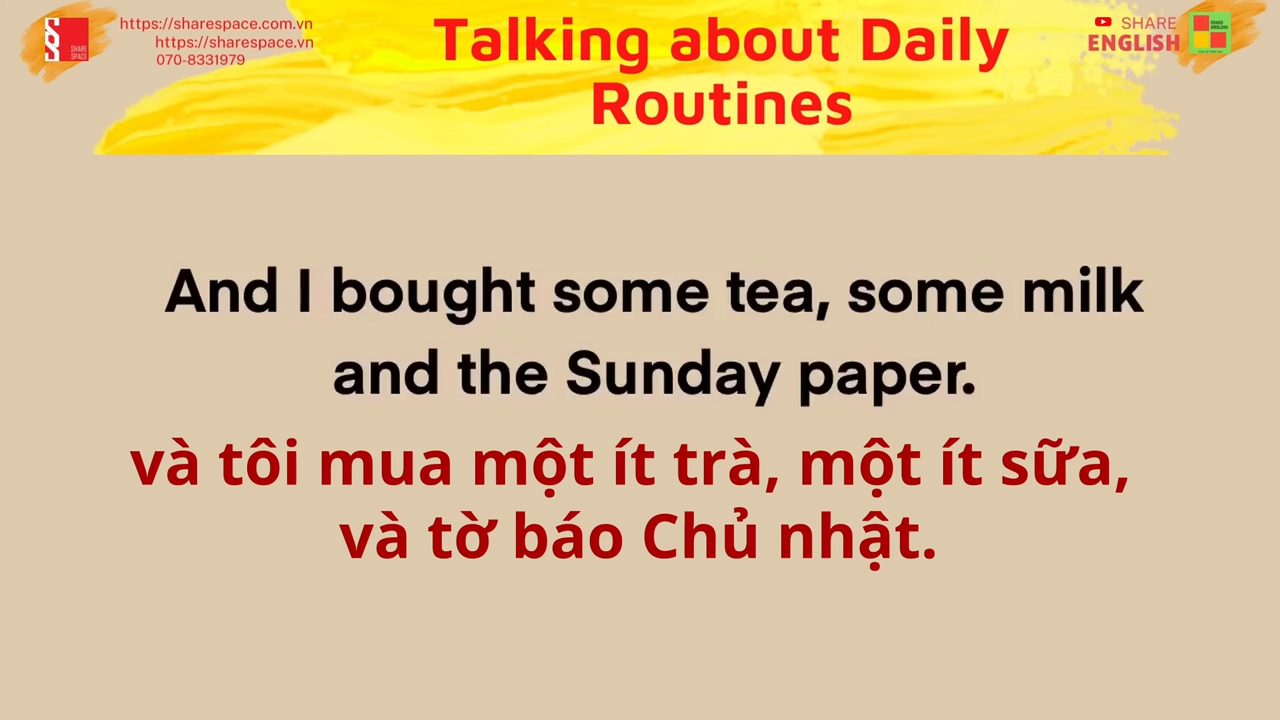 https://sharespace.com.vn
https://sharespace.vn
070-8331979
SHARE
SPACE
Talking about Daily
Routines
SHARE
ENGLISH
And I bought some tea, some milk
and the Sunday paper.
và tôi mua một ít trà, một ít sữa,
và tờ báo Chủ nhật.